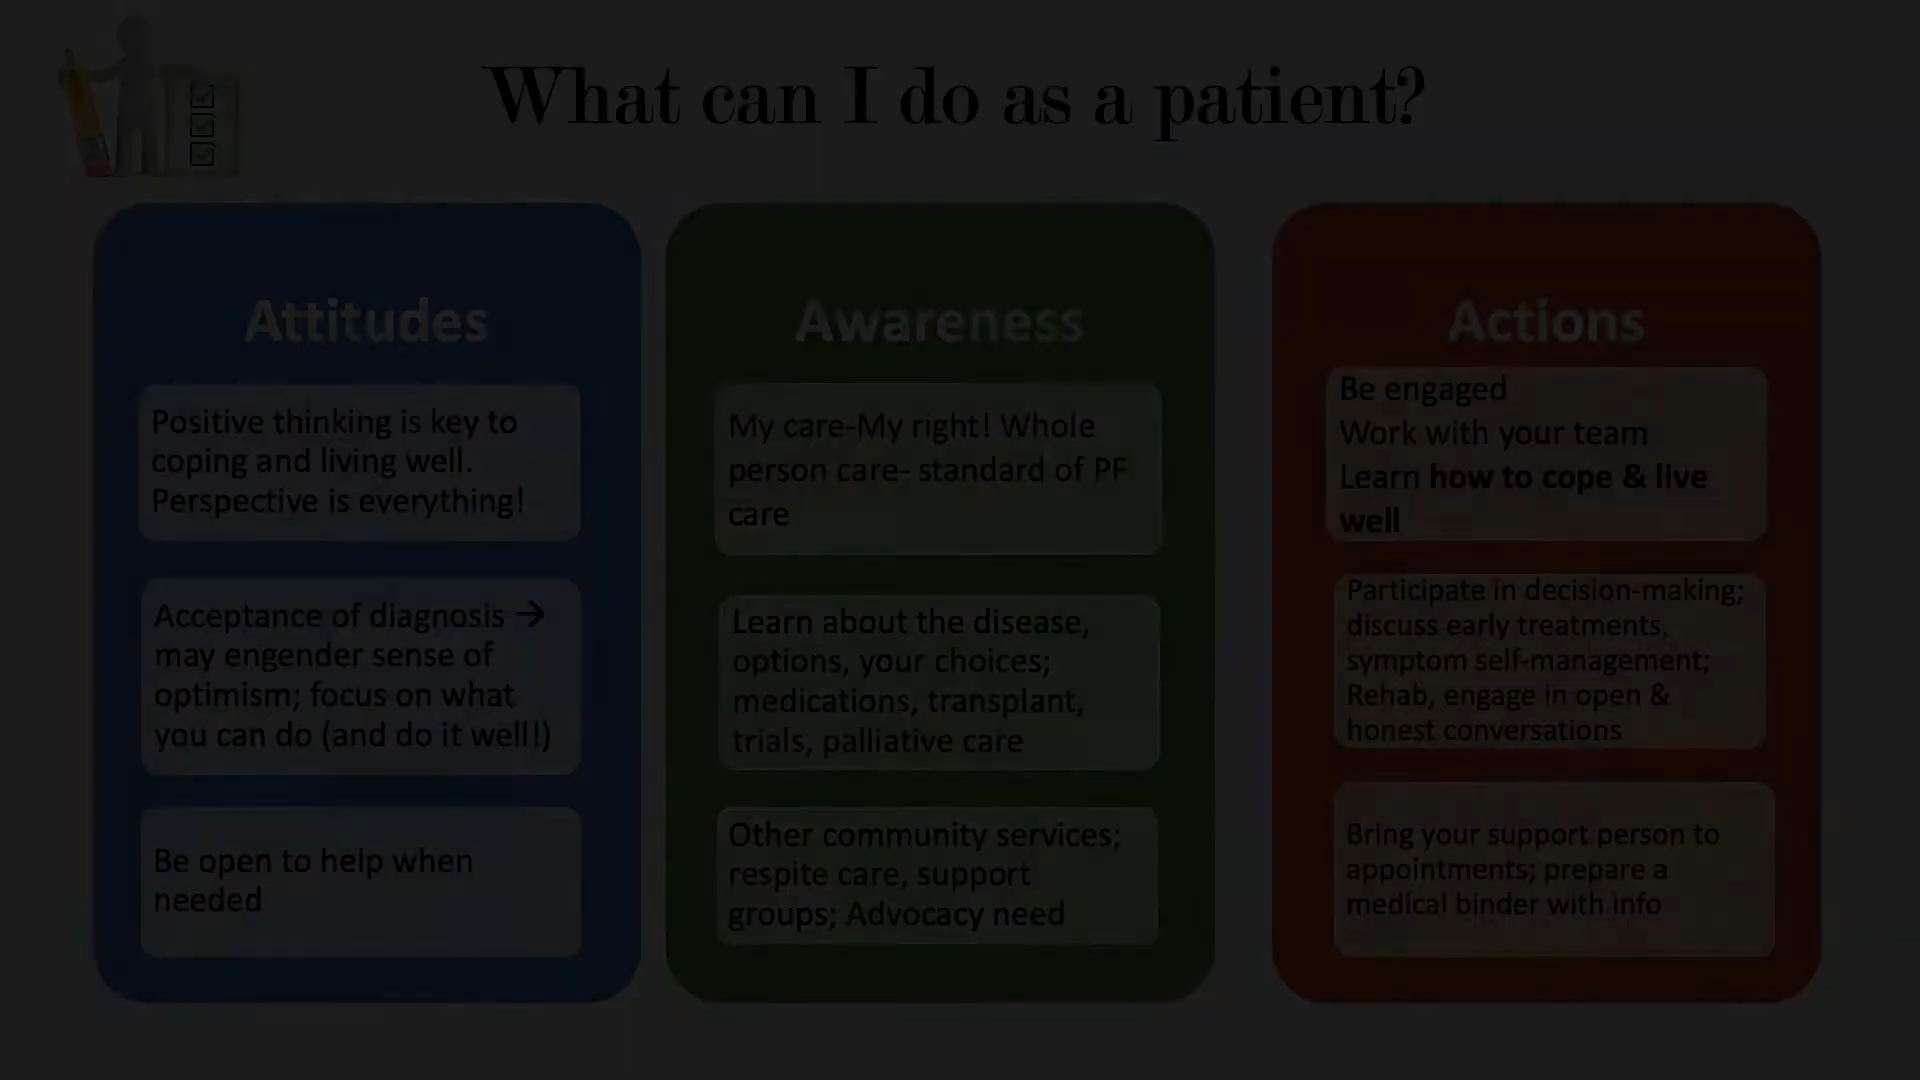 What can I do as a patient?
Attitudes
Positive thinking is key to
coping and living well.
Perspective is everything!
Acceptance of diagnosis →
may engender sense of
optimism; focus on what
you can do (and do it well!)
Be open to help when
needed
Awareness
My care-My right! Whole
person care- standard of PF
care
Learn about the disease,
options, your choices;
medications, transplant,
trials, palliative care
Other community services;
respite care, support
groups; Advocacy need
Actions
Be engaged
Work with your team
Learn how to cope & live
well
Participate in decision-making;
discuss early treatments,
symptom self-management;
Rehab, engage in open &
honest conversations
Bring your support person to
appointments; prepare a
medical binder with info